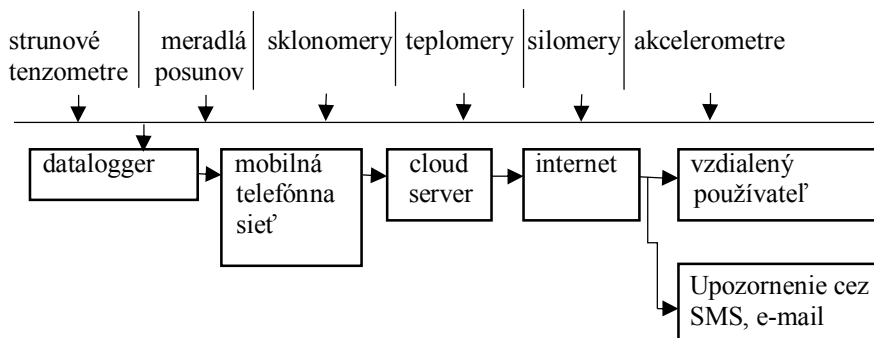 strunové
tenzometre
meradlá
posunov
sklonomery
teplomery
silomery
akcelerometre
datalogger
mobilná
telefónna
sieť
cloud
server
internet
vzdialený
používateľ
Upozornenie cez
SMS, e-mail